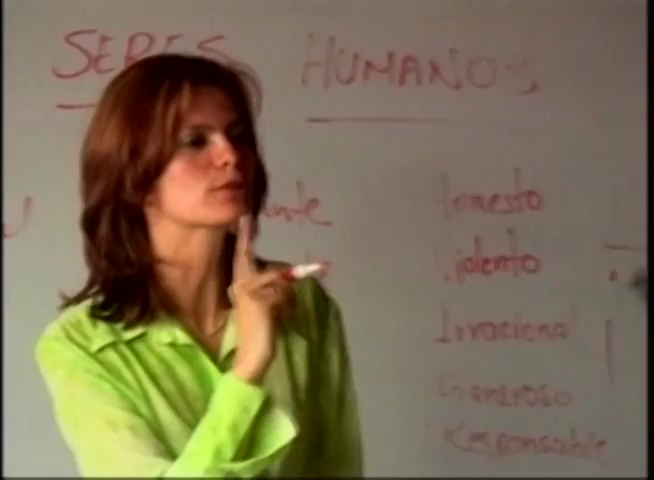 SERES HUMANOS
Honesto
Violento
Irracional
Generoso
Responsable